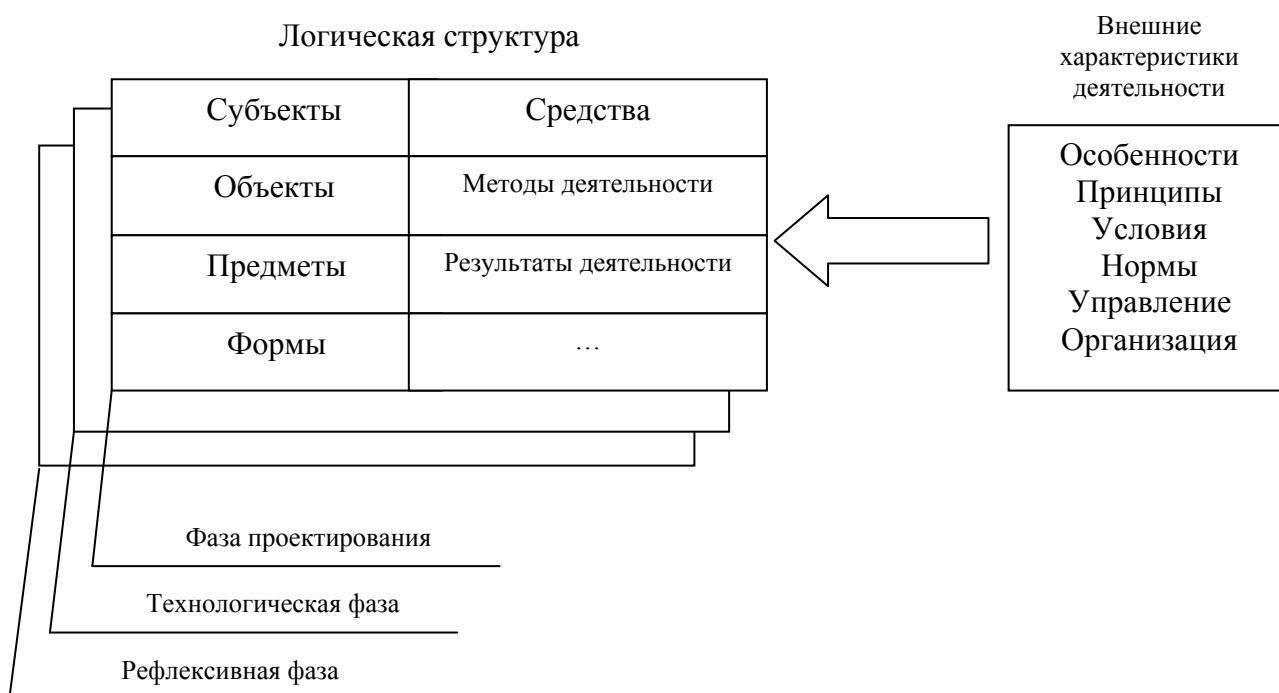 Логическая структура
Внешние
характеристики
деятельности
Субъекты
Средства
Объекты
Методы деятельности
Предметы
Результаты деятельности
Формы
…
Особенности
Принципы
Условия
Нормы
Управление
Организация
Фаза проектирования
Технологическая фаза
Рефлексивная фаза